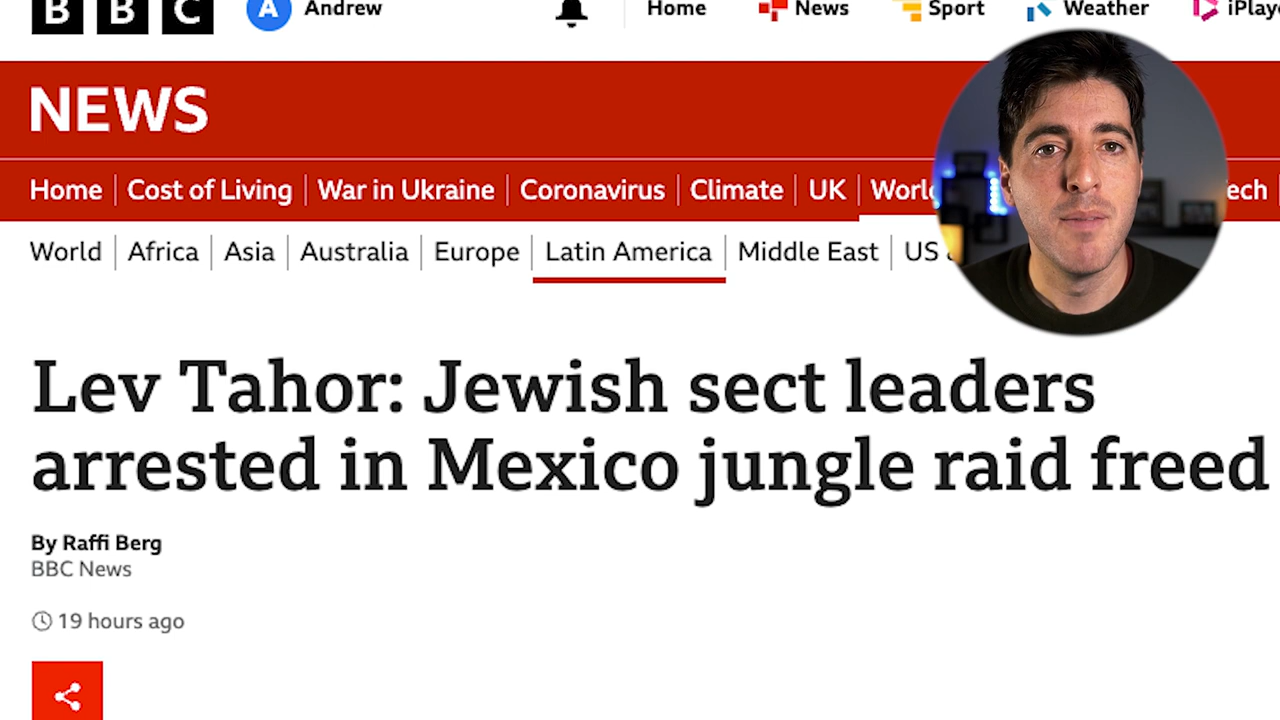 BBC
A Andrew
Home
News
Sport
Weather
NEWS
Home Cost of Living War in Ukraine Coronavirus Climate UK
World Africa Asia Australia Europe Latin America Middle East US
Lev Tahor: Jewish sect leaders
arrested in Mexico jungle raid freed
By Raffi Berg
BBC News
19 hours ago